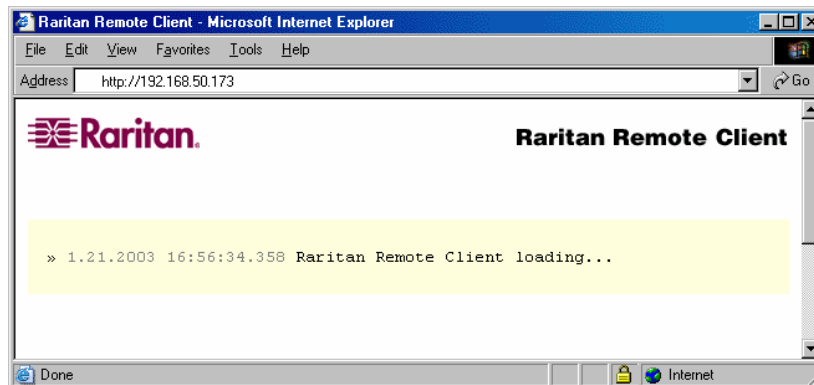 Raritan Remote Client - Microsoft Internet Explorer
File Edit View Favorites Tools Help
Address http://192.168.50.173 Go
Raritan. Raritan Remote Client
» 1.21.2003 16:56:34.358 Raritan Remote Client loading...
Done Internet